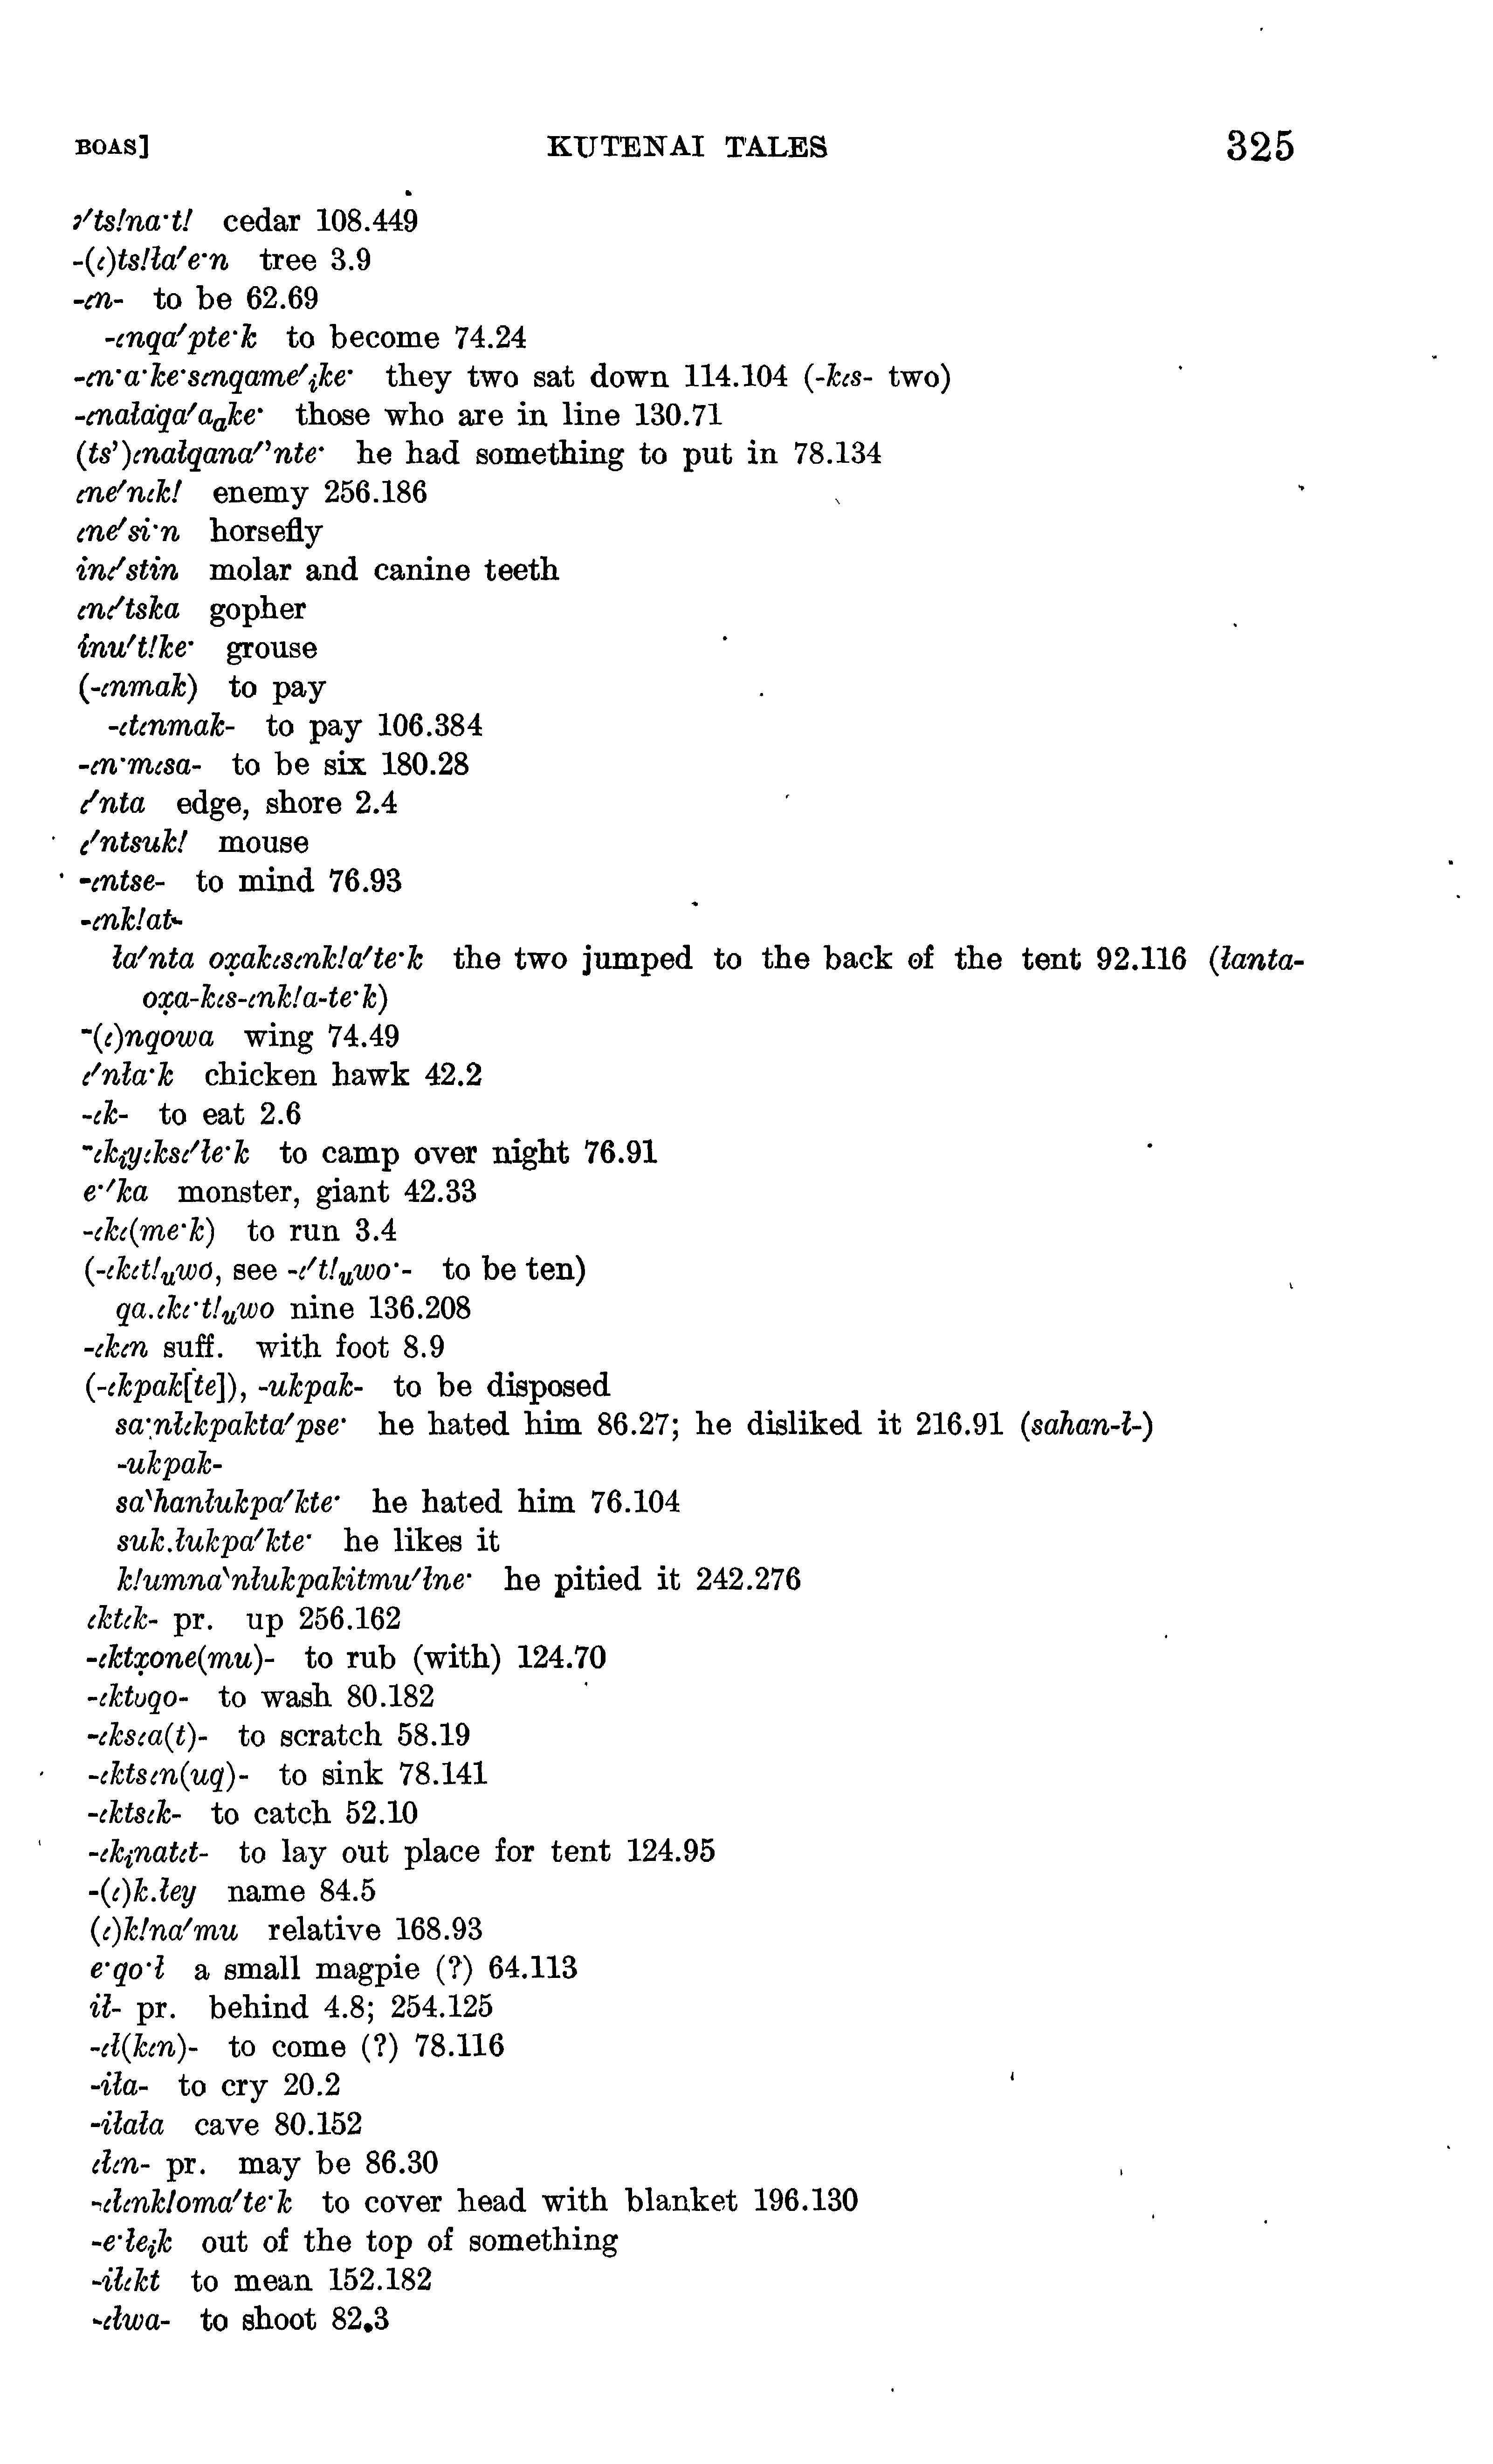 BOAS] KUTENAI TALES 325
ɩ′ts!na·t! cedar 108.449
-(ɩ)ts!ła′e·n tree 3.9
-ɩn- to be 62.69
-ɩnqa′pte·k to become 74.24
-ɩn·a·ke·sɩnqame′ᵢke· they two sat down 114.104 (-kɩs- two)
-ɩnałaqa′aₐke· those who are in line 130.71
(ts’)ɩnałqana′’nte· he had something to put in 78.134
ɩne′nɩk! enemy 256.186
ɩne′si·n horsefly
inɩ′stin molar and canine teeth
ɩnɩ′tska gopher
inu′t!ke· grouse
(-ɩnmak) to pay
-ɩtɩnmak- to pay 106.384
-ɩn·mɩsa- to be six 180.28
ɩ′nta edge, shore 2.4
ɩ′ntsuk! mouse
-ɩntse- to mind 76.93
-ɩnk!at-
ła′nta ox̣akɩsɩnk!a′te·k the two jumped to the back of the tent 92.116 (łanta-
ox̣a-kɩs-ɩnk!a-te·k)
-(ɩ)nqowa wing 74.49
ɩ′nła·k chicken hawk 42.2
-ɩk- to eat 2.6
-ɩkᵢyɩksɩ′łe·k to camp over night 76.91
e·′ka monster, giant 42.33
-ɩkɩ(me·k) to run 3.4
(-ɩkɩt!ᵤwo, see -ɩ′t!ᵤwo·- to be ten)
qa.ɩkɩ·t!ᵤwo nine 136.208
-ɩkɩn suff. with foot 8.9
(-ɩkpak[te]), -ukpak- to be disposed
sa·nłɩkpakta′pse· he hated him 86.27; he disliked it 216.91 (sahan-ł-)
-ukpak-
sa‵hanłukpa′kte· he hated him 76.104
suk.łukpa′kte· he likes it
k!umna‵nłukpakitmu′łne· he pitied it 242.276
ɩktɩk- pr. up 256.162
-ɩktx̣one(mu)- to rub (with) 124.70
-ɩktuqo- to wash 80.182
-ɩksɩa(t)- to scratch 58.19
-ɩktsɩn(uq)- to sink 78.141
-ɩktsɩk- to catch 52.10
-ɩkᵢnatɩt- to lay out place for tent 124.95
-(ɩ)k.łey name 84.5
(ɩ)k!na′mu relative 168.93
e·qo·ł a small magpie (?) 64.113
ił- pr. behind 4.8; 254.125
-ɩł(kɩn)- to come (?) 78.116
-iła- to cry 20.2
-iłała cave 80.152
ɩłɩn- pr. may be 86.30
-ɩłɩnk!oma′te·k to cover head with blanket 196.130
-e·łeᵢk out of the top of something
-iłɩkt to mean 152.182
-ɩłwa- to shoot 82.3